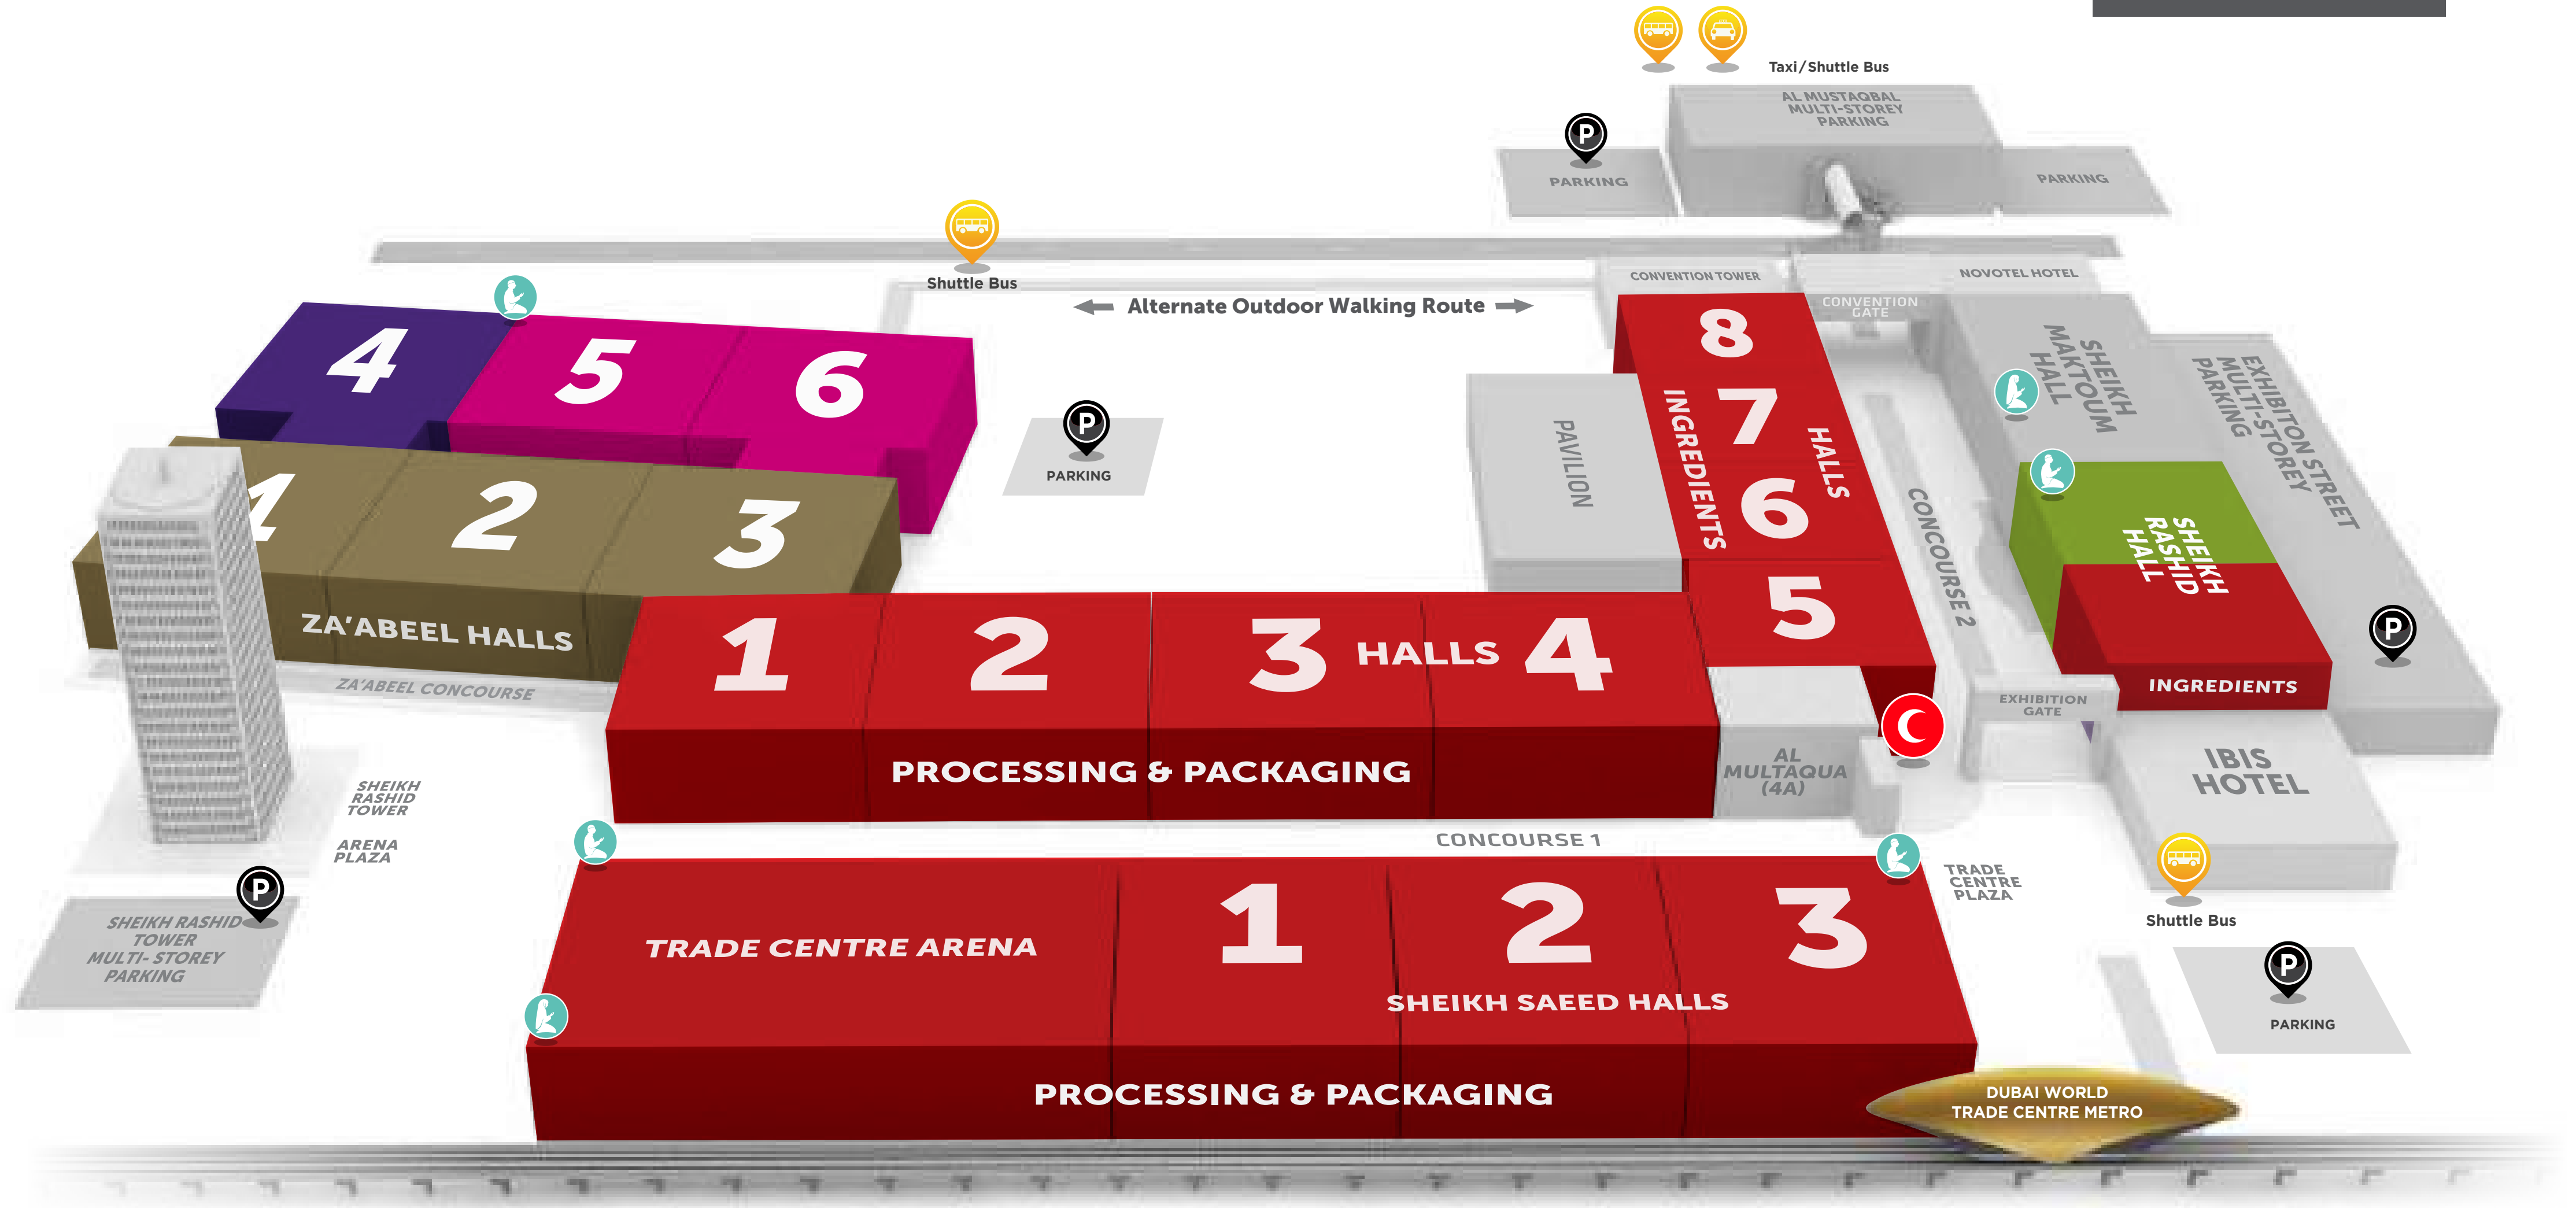 Taxi/Shuttle Bus
AL MUSTAQBAL
MULTI-STOREY
PARKING
P
PARKING
PARKING
Shuttle Bus
Alternate Outdoor Walking Route
CONVENTION TOWER
NOVOTEL HOTEL
CONVENTION
GATE
4
5
6
P
PARKING
PAVILION
8
7
6
5
INGREDIENTS
HALLS
CONCOURSE 2
SHEIKH
MAKTOUM
HALL
EXHIBITON STREET
MULTI-STOREY
PARKING
SHEIKH
RASHID
HALL
INGREDIENTS
P
1
2
3
ZA'ABEEL HALLS
ZA'ABEEL CONCOURSE
1
2
3
HALLS
4
PROCESSING & PACKAGING
AL
MULTAQUA
(4A)
EXHIBITION
GATE
IBIS
HOTEL
SHEIKH
RASHID
TOWER
ARENA
PLAZA
CONCOURSE 1
TRADE
CENTRE
PLAZA
Shuttle Bus
P
SHEIKH RASHID
TOWER
MULTI- STOREY
PARKING
TRADE CENTRE ARENA
1
2
3
SHEIKH SAEED HALLS
PROCESSING & PACKAGING
P
PARKING
DUBAI WORLD
TRADE CENTRE METRO